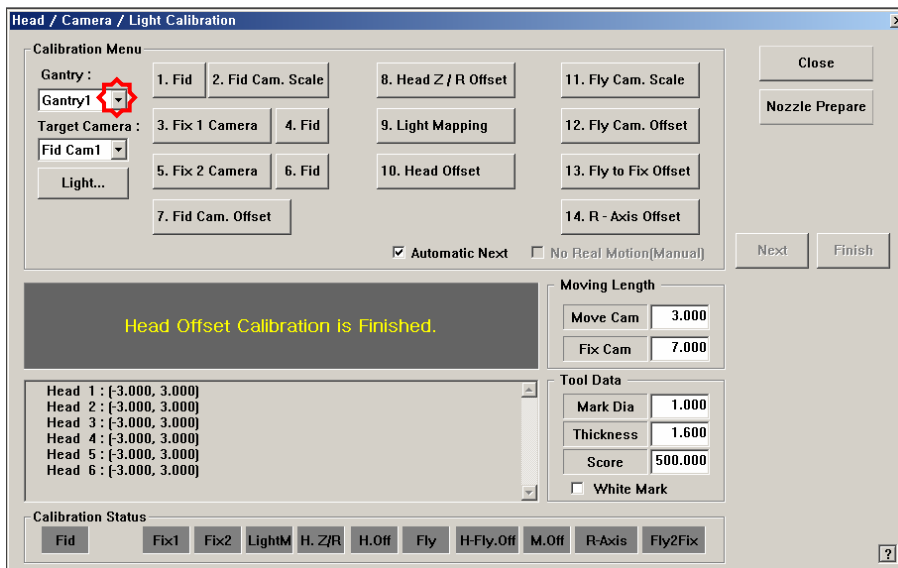 Head / Camera / Light Calibration
Calibration Menu
Gantry :
Gantry1
Target Camera :
Fid Cam1
Light...
1. Fid
2. Fid Cam. Scale
3. Fix 1 Camera
4. Fid
5. Fix 2 Camera
6. Fid
7. Fid Cam. Offset
8. Head Z / R Offset
9. Light Mapping
10. Head Offset
11. Fly Cam. Scale
12. Fly Cam. Offset
13. Fly to Fix Offset
14. R - Axis Offset
Automatic Next
No Real Motion(Manual)
Close
Nozzle Prepare
Next
Finish
Head Offset Calibration is Finished.
Moving Length
Move Cam 3.000
Fix Cam 7.000
Head 1 : (-3.000, 3.000)
Head 2 : (-3.000, 3.000)
Head 3 : (-3.000, 3.000)
Head 4 : (-3.000, 3.000)
Head 5 : (-3.000, 3.000)
Head 6 : (-3.000, 3.000)
Tool Data
Mark Dia 1.000
Thickness 1.600
Score 500.000
White Mark
Calibration Status
Fid Fix1 Fix2 LightM H. Z/R H.Off Fly H-Fly.Off M.Off R-Axis Fly2Fix
?